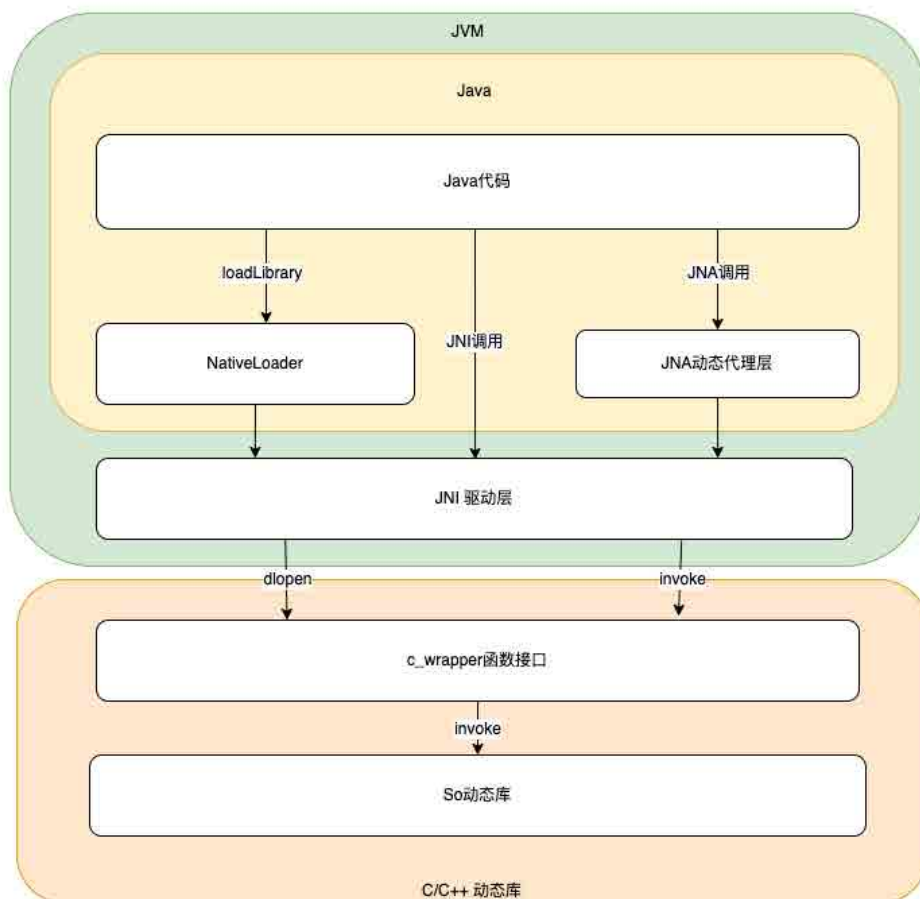 JVM
Java
Java代码
loadLibrary
JNA调用
JNI调用
NativeLoader
JNA动态代理层
JNI 驱动层
dlopen
invoke
c_wrapper函数接口
invoke
So动态库
C/C++ 动态库